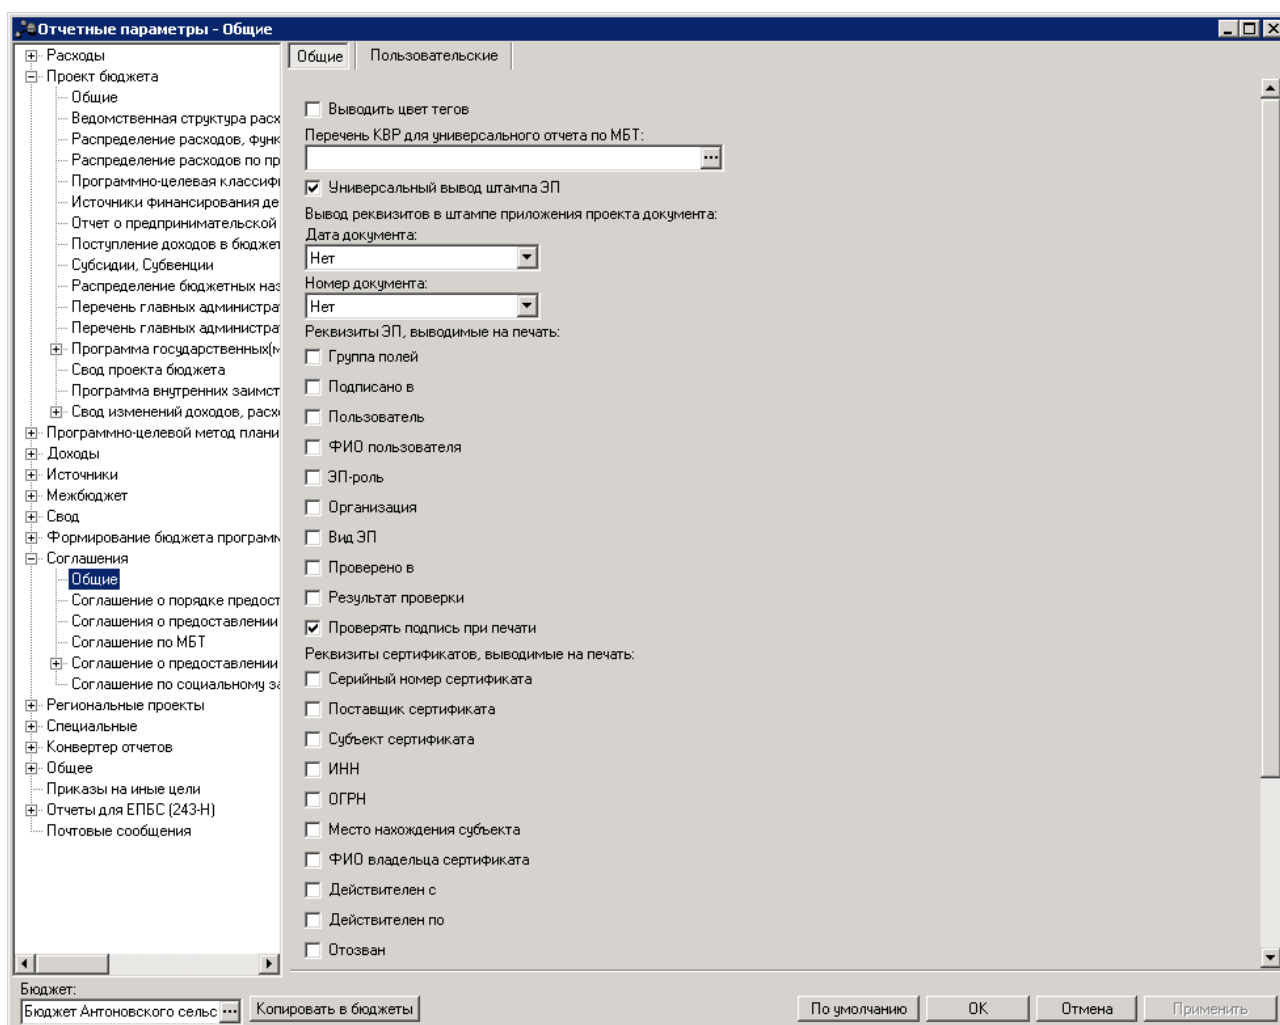 Отчетные параметры - Общие
Расходы
Проект бюджета
Общие
Ведомственная структура расх
Распределение расходов, функ
Распределение расходов по пр
Программно-целевая классифи
Источники финансирования де
Отчет о предпринимательской
Поступление доходов в бюджет
Субсидии, Субвенции
Распределение бюджетных наз
Перечень главных администра
Перечень главных администра
Программа государственных(м
Свод проекта бюджета
Программа внутренних заимст
Свод изменений доходов, расх
Программно-целевой метод плани
Доходы
Источники
Межбюджет
Свод
Формирование бюджета программ
Соглашения
Общие
Соглашение о порядке предост
Соглашения о предоставлении
Соглашение по МБТ
Соглашение о предоставлении
Соглашение по социальному за
Региональные проекты
Специальные
Конвертер отчетов
Общее
Приказы на иные цели
Отчеты для ЕПБС (243-Н)
Почтовые сообщения
Общие
Пользовательские
Выводить цвет тегов
Перечень КВР для универсального отчета по МБТ:
...
Универсальный вывод штампа ЭП
Вывод реквизитов в штампе приложения проекта документа:
Дата документа:
Нет
Номер документа:
Нет
Реквизиты ЭП, выводимые на печать:
Группа полей
Подписано в
Пользователь
ФИО пользователя
ЭП-роль
Организация
Вид ЭП
Проверено в
Результат проверки
Проверять подпись при печати
Реквизиты сертификатов, выводимые на печать:
Серийный номер сертификата
Поставщик сертификата
Субъект сертификата
ИНН
ОГРН
Место нахождения субъекта
ФИО владельца сертификата
Действителен с
Действителен по
Отозван
Бюджет:
Бюджет Антоновского сельс ...
Копировать в бюджеты
По умолчанию
OK
Отмена
Применить